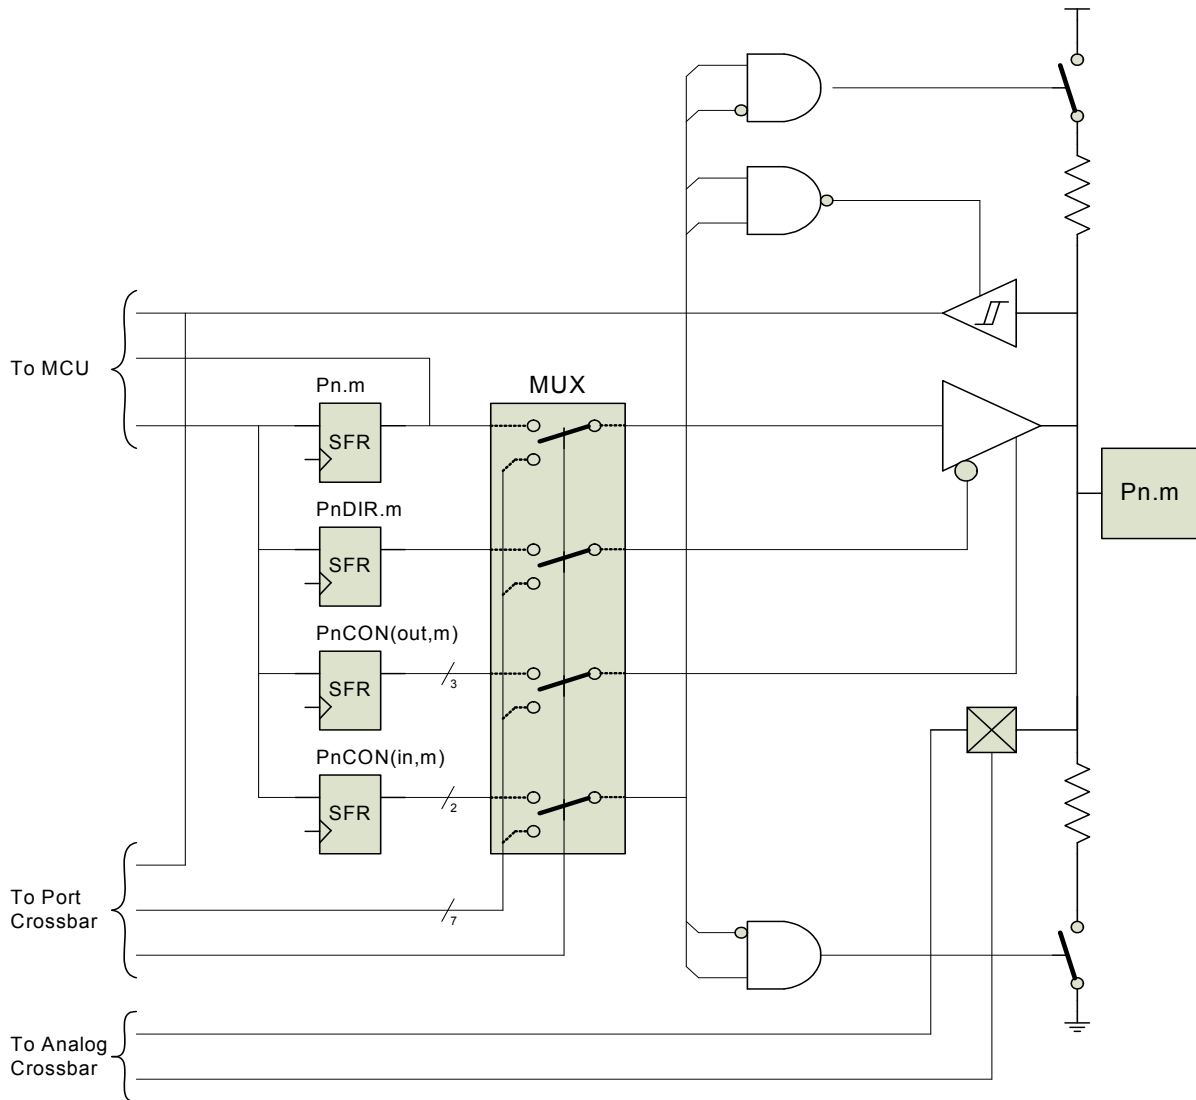 To MCU
Pn.m
SFR
MUX
Pn.m
PnDIR.m
SFR
PnCON(out,m)
SFR
3
PnCON(in,m)
SFR
2
To Port
Crossbar
7
To Analog
Crossbar